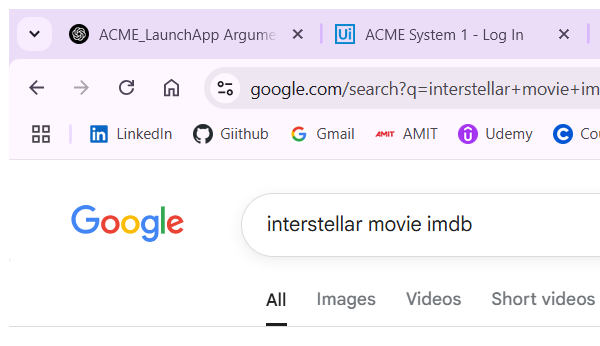 ACME_LaunchApp Argume ACME System 1 - Log In
google.com/search?q=interstellar+movie+im
LinkedIn Giithub Gmail AMIT AMIT Udemy Cou
Google interstellar movie imdb
All Images Videos Short videos